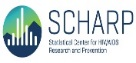 SCHARP
Statistical Center for HIV/AIDS
Research and Prevention